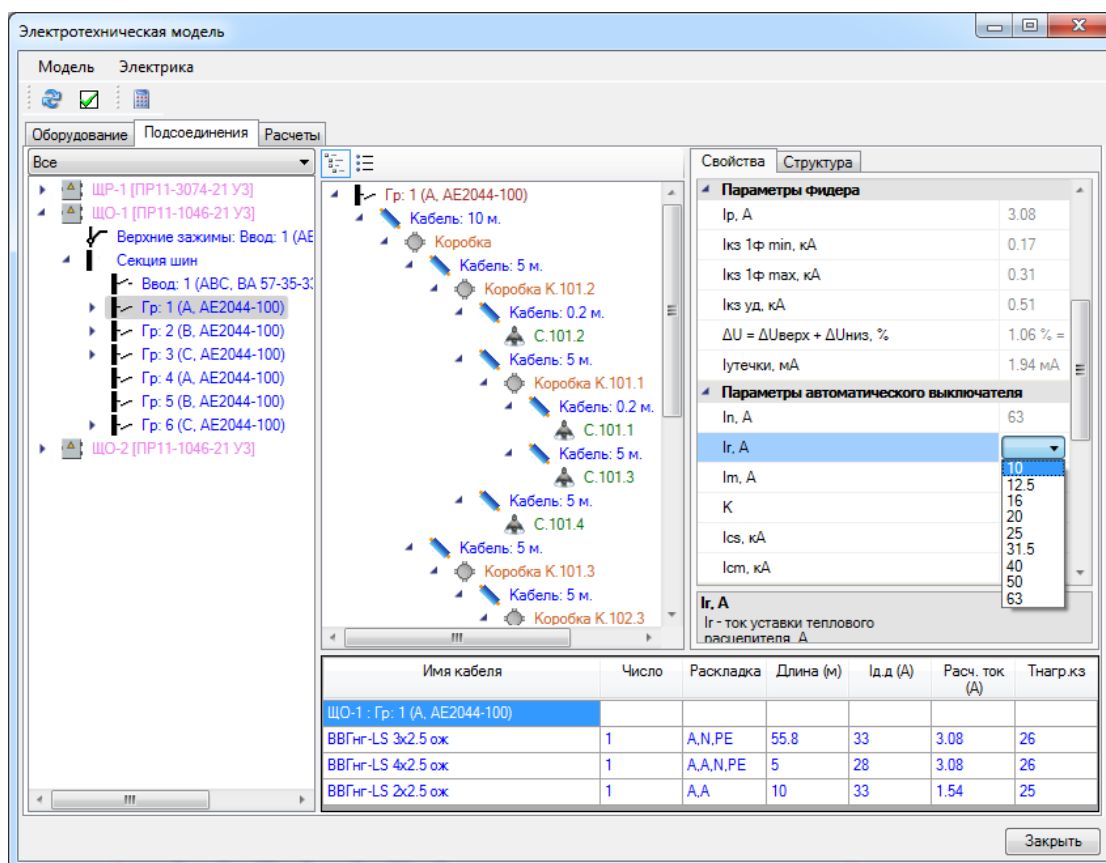 Электротехническая модель
Модель Электрика
Оборудование Подсоединения Расчеты
Все
ЩР-1 [ПР11-3074-21 У3]
ЩО-1 [ПР11-1046-21 У3]
Верхние зажимы: Ввод: 1 (АЕ
Секция шин
Ввод: 1 (АВС, ВА 57-35-3
Гр: 1 (А, АЕ2044-100)
Гр: 2 (В, АЕ2044-100)
Гр: 3 (С, АЕ2044-100)
Гр: 4 (А, АЕ2044-100)
Гр: 5 (В, АЕ2044-100)
Гр: 6 (С, АЕ2044-100)
ЩО-2 [ПР11-1046-21 У3]
Гр: 1 (А, АЕ2044-100)
Кабель: 10 м.
Коробка
Кабель: 5 м.
Коробка К.101.2
Кабель: 0.2 м.
С.101.2
Кабель: 5 м.
Коробка К.101.1
Кабель: 0.2 м.
С.101.1
Кабель: 5 м.
С.101.3
Кабель: 5 м.
С.101.4
Кабель: 5 м.
Коробка К.101.3
Кабель: 5 м.
Коробка К.102.3
Свойства Структура
Параметры фидера
Iр, А 3.08
Iкз 1ф min, кА 0.17
Iкз 1ф max, кА 0.31
Iкз уд, кА 0.51
ΔU = ΔUверх + ΔUниз, % 1.06 % =
Iутечки, мА 1.94 мА
Параметры автоматического выключателя
In, А 63
Ir, А
Im, А
К
Ics, кА
Icm, кА
10
12.5
16
20
25
31.5
40
50
63
Ir, А
Ir - ток уставки теплового
расцепителя, А
Имя кабеля Число Раскладка Длина (м) Iд.д (А) Расч. ток (А) Тнагр.кз
ЩО-1 : Гр: 1 (А, АЕ2044-100)
ВВГнг-LS 3x2.5 ож 1 A,N,PE 55.8 33 3.08 26
ВВГнг-LS 4x2.5 ож 1 A,A,N,PE 5 28 3.08 26
ВВГнг-LS 2x2.5 ож 1 A,A 10 33 1.54 25
Закрыть